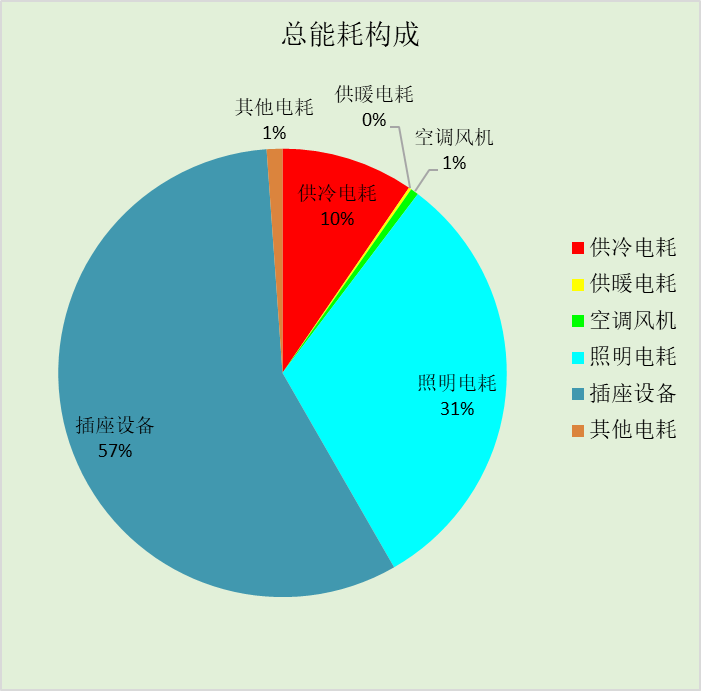 总能耗构成
供暖电耗
0%
其他电耗
1%
空调风机
1%
供冷电耗
10%
照明电耗
31%
插座设备
57%
供冷电耗
供暖电耗
空调风机
照明电耗
插座设备
其他电耗